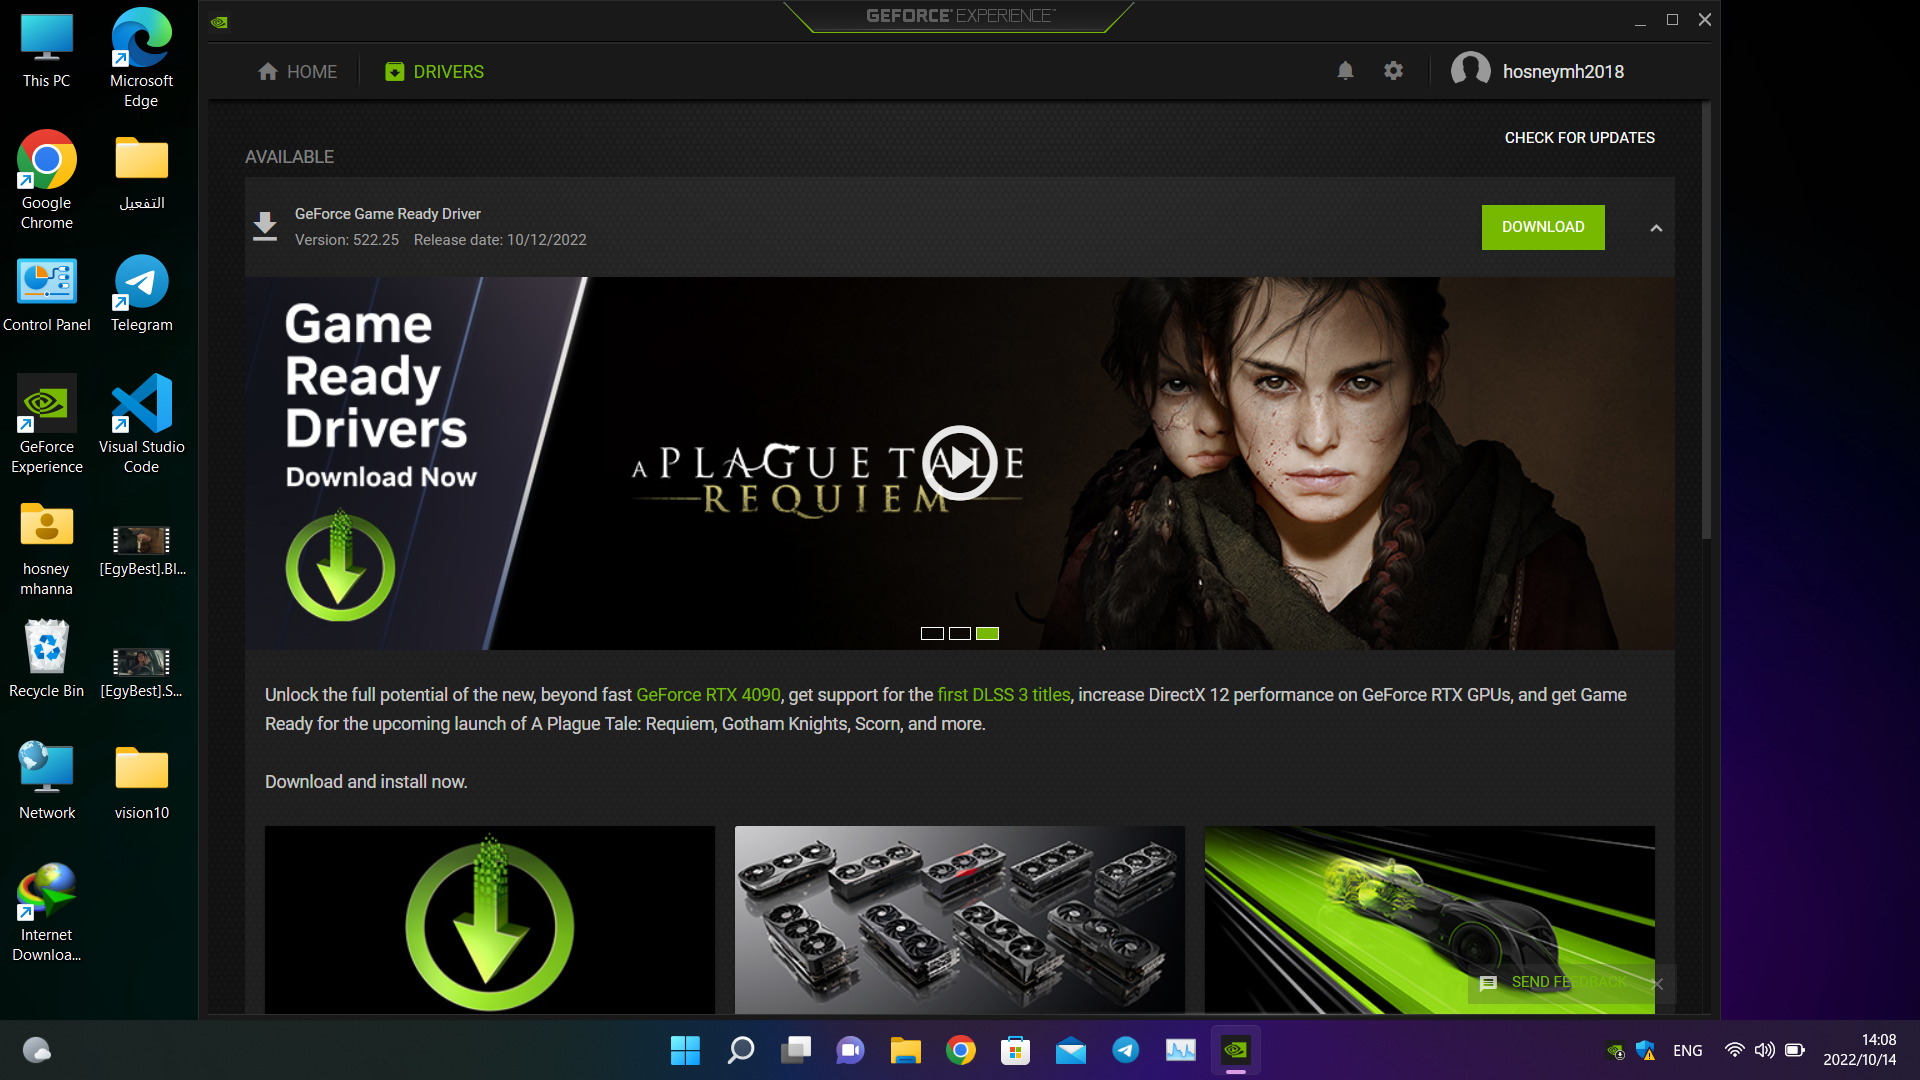 This PC
Microsoft
Edge
Google
Chrome
التفعيل
Control Panel
Telegram
GeForce
Experience
Visual Studio
Code
hosney
mhanna
[EgyBest].Bl...
Recycle Bin
[EgyBest].S...
Network
vision10
Internet
Downloa...
GEFORCE EXPERIENCE
HOME
DRIVERS
hosneymh2018
CHECK FOR UPDATES
AVAILABLE
GeForce Game Ready Driver
Version: 522.25 Release date: 10/12/2022
DOWNLOAD
Game
Ready
Drivers
Download Now
A PLAGUE TALE
REQUIEM
Unlock the full potential of the new, beyond fast GeForce RTX 4090, get support for the first DLSS 3 titles, increase DirectX 12 performance on GeForce RTX GPUs, and get Game
Ready for the upcoming launch of A Plague Tale: Requiem, Gotham Knights, Scorn, and more.
Download and install now.
SEND FEEDBACK
ENG
14:08
2022/10/14